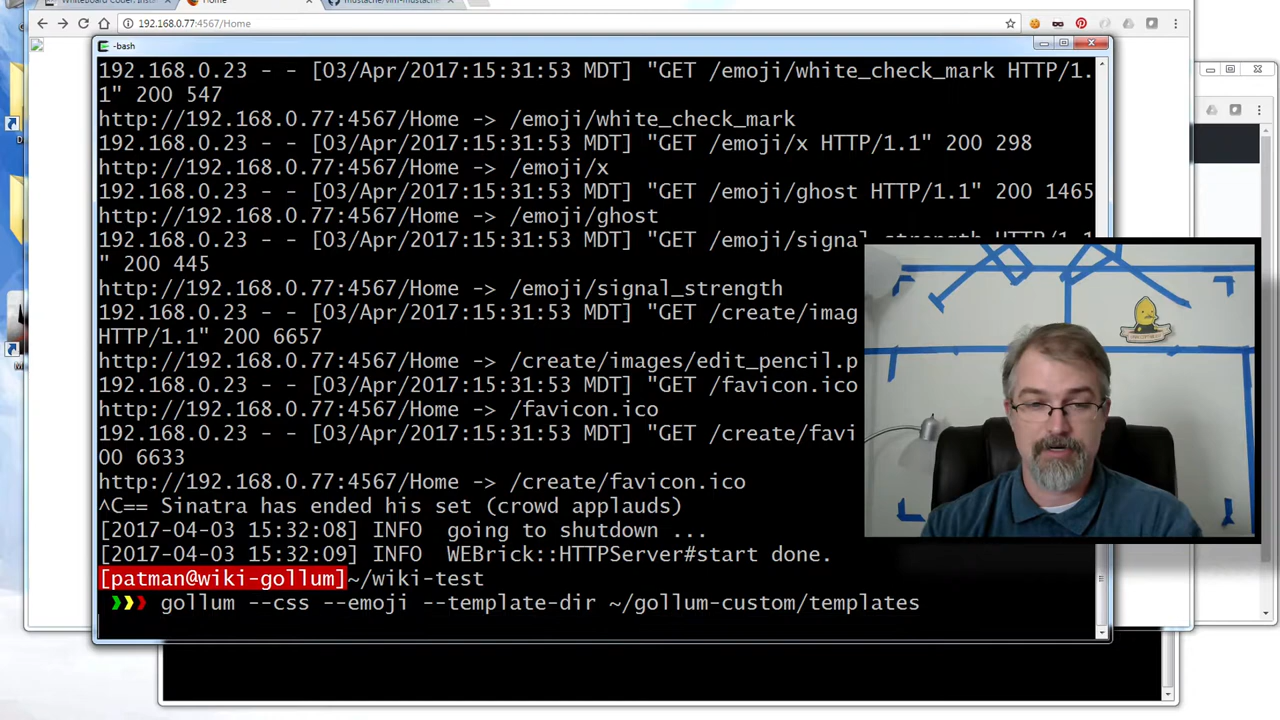 Home
192.168.0.77:4567/Home
-bash
192.168.0.23 - - [03/Apr/2017:15:31:53 MDT] "GET /emoji/white_check_mark HTTP/1.
1" 200 547
http://192.168.0.77:4567/Home -> /emoji/white_check_mark
192.168.0.23 - - [03/Apr/2017:15:31:53 MDT] "GET /emoji/x HTTP/1.1" 200 298
http://192.168.0.77:4567/Home -> /emoji/x
192.168.0.23 - - [03/Apr/2017:15:31:53 MDT] "GET /emoji/ghost HTTP/1.1" 200 1465
http://192.168.0.77:4567/Home -> /emoji/ghost
192.168.0.23 - - [03/Apr/2017:15:31:53 MDT] "GET /emoji/signal_strength HTTP/1.1
" 200 445
http://192.168.0.77:4567/Home -> /emoji/signal_strength
192.168.0.23 - - [03/Apr/2017:15:31:53 MDT] "GET /create/imag
HTTP/1.1" 200 6657
http://192.168.0.77:4567/Home -> /create/images/edit_pencil.p
192.168.0.23 - - [03/Apr/2017:15:31:53 MDT] "GET /favicon.ico
http://192.168.0.77:4567/Home -> /favicon.ico
192.168.0.23 - - [03/Apr/2017:15:31:53 MDT] "GET /create/favi
00 6633
http://192.168.0.77:4567/Home -> /create/favicon.ico
^C== Sinatra has ended his set (crowd applauds)
[2017-04-03 15:32:08] INFO  going to shutdown ...
[2017-04-03 15:32:09] INFO  WEBrick::HTTPServer#start done.
[patman@wiki-gollum]~/wiki-test
❯❯❯ gollum --css --emoji --template-dir ~/gollum-custom/templates